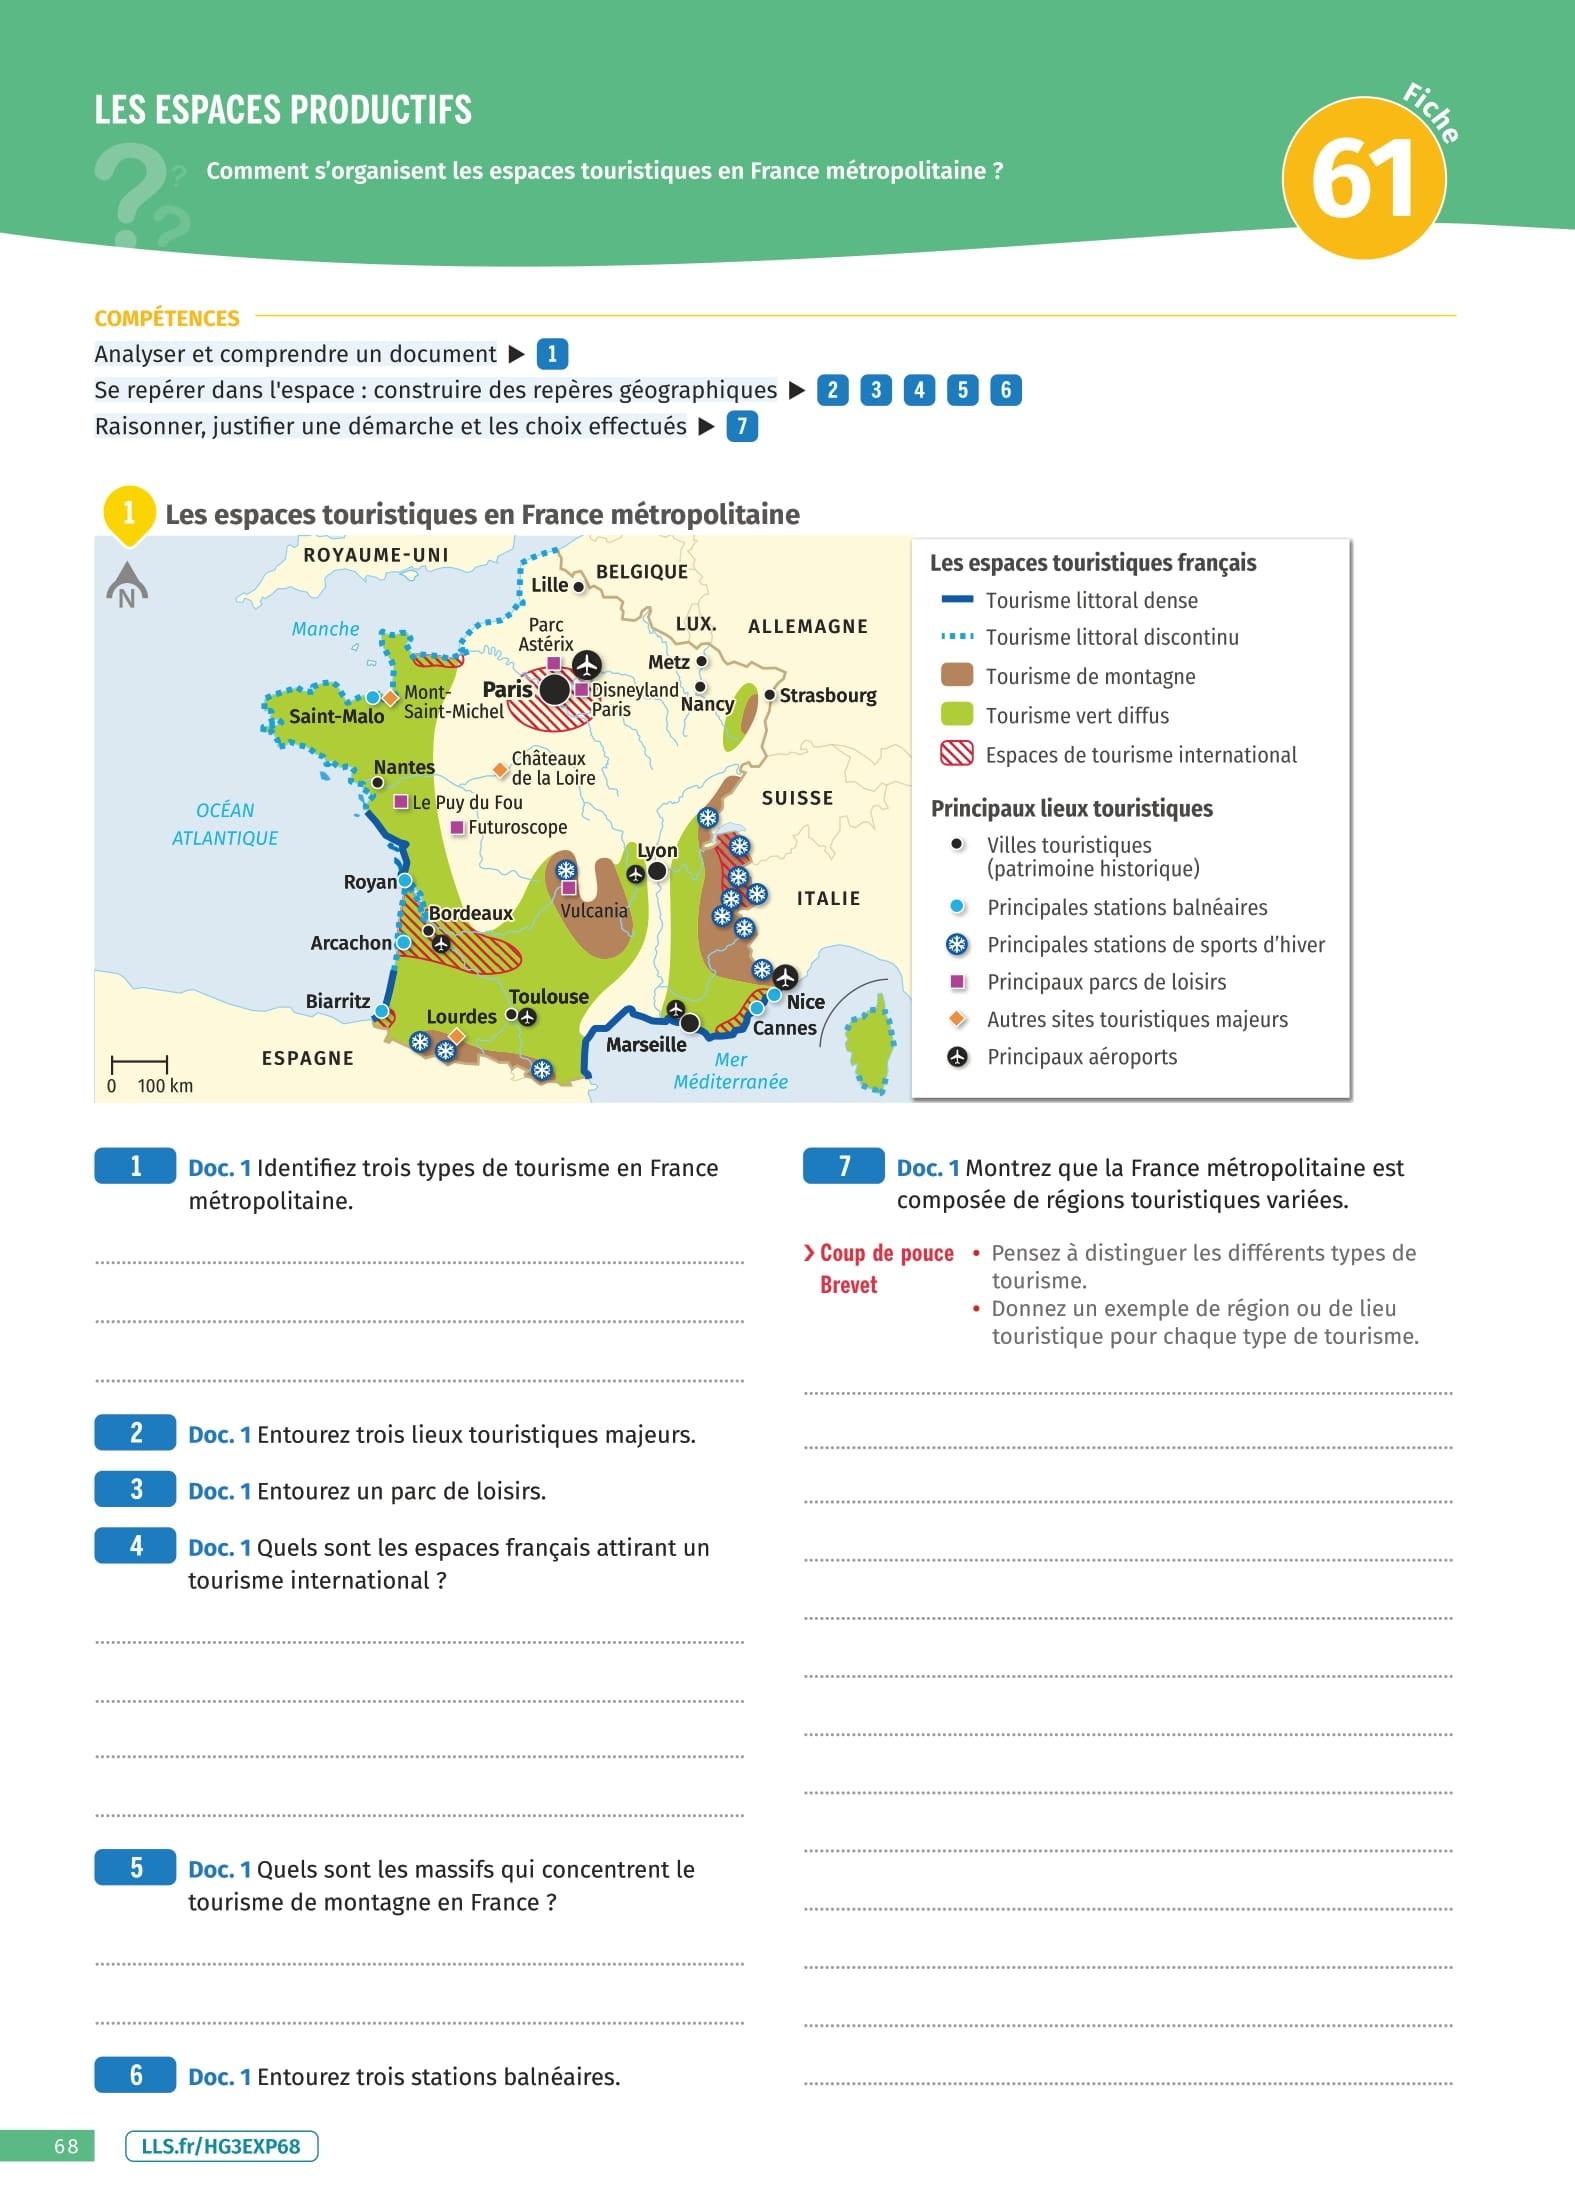 LES ESPACES PRODUCTIFS
Comment s'organisent les espaces touristiques en France métropolitaine ?
Fiche
61
COMPÉTENCES
Analyser et comprendre un document ▶ 1
Se repérer dans l'espace : construire des repères géographiques ▶ 2 3 4 5 6
Raisonner, justifier une démarche et les choix effectués ▶ 7
1 Les espaces touristiques en France métropolitaine
ROYAUME-UNI
N
BELGIQUE
Lille
Manche
Parc
Astérix
LUX.
ALLEMAGNE
Metz
Paris
Disneyland
Paris
Nancy
Strasbourg
Mont-
Saint-Michel
Saint-Malo
Châteaux
de la Loire
Nantes
Le Puy du Fou
Futuroscope
OCÉAN
ATLANTIQUE
SUISSE
Lyon
Royan
Vulcania
ITALIE
Bordeaux
Arcachon
Biarritz
Toulouse
Lourdes
Nice
Cannes
Marseille
ESPAGNE
Mer
Méditerranée
0 100 km
Les espaces touristiques français
Tourisme littoral dense
Tourisme littoral discontinu
Tourisme de montagne
Tourisme vert diffus
Espaces de tourisme international
Principaux lieux touristiques
Villes touristiques
(patrimoine historique)
Principales stations balnéaires
Principales stations de sports d'hiver
Principaux parcs de loisirs
Autres sites touristiques majeurs
Principaux aéroports
1 Doc. 1 Identifiez trois types de tourisme en France
métropolitaine.
2 Doc. 1 Entourez trois lieux touristiques majeurs.
3 Doc. 1 Entourez un parc de loisirs.
4 Doc. 1 Quels sont les espaces français attirant un
tourisme international ?
5 Doc. 1 Quels sont les massifs qui concentrent le
tourisme de montagne en France ?
6 Doc. 1 Entourez trois stations balnéaires.
7 Doc. 1 Montrez que la France métropolitaine est
composée de régions touristiques variées.
Coup de pouce
Brevet
• Pensez à distinguer les différents types de
tourisme.
• Donnez un exemple de région ou de lieu
touristique pour chaque type de tourisme.
68
LLS.fr/HG3EXP68